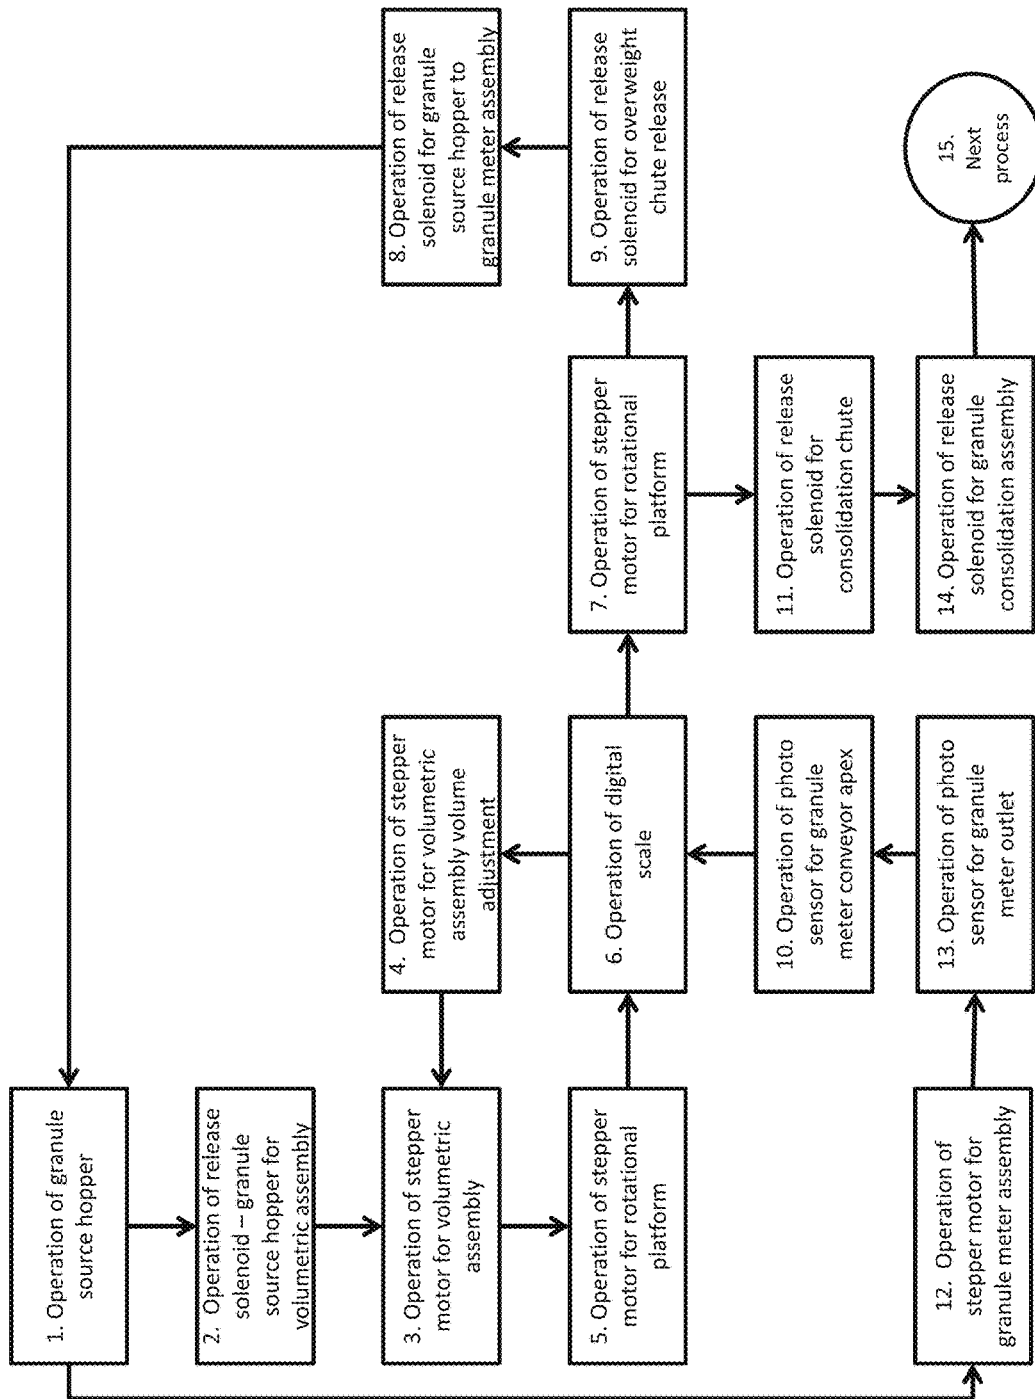 1. Operation of granule
source hopper
2. Operation of release
solenoid – granule
source hopper for
volumetric assembly
3. Operation of stepper
motor for volumetric
assembly
4. Operation of stepper
motor for volumetric
assembly volume
adjustment
5. Operation of stepper
motor for rotational
platform
6. Operation of digital
scale
7. Operation of stepper
motor for rotational
platform
8. Operation of release
solenoid for granule
source hopper to
granule meter assembly
9. Operation of release
solenoid for overweight
chute release
10. Operation of photo
sensor for granule
meter conveyor apex
11. Operation of release
solenoid for
consolidation chute
12. Operation of
stepper motor for
granule meter assembly
13. Operation of photo
sensor for granule
meter outlet
14. Operation of release
solenoid for granule
consolidation assembly
15.
Next
process